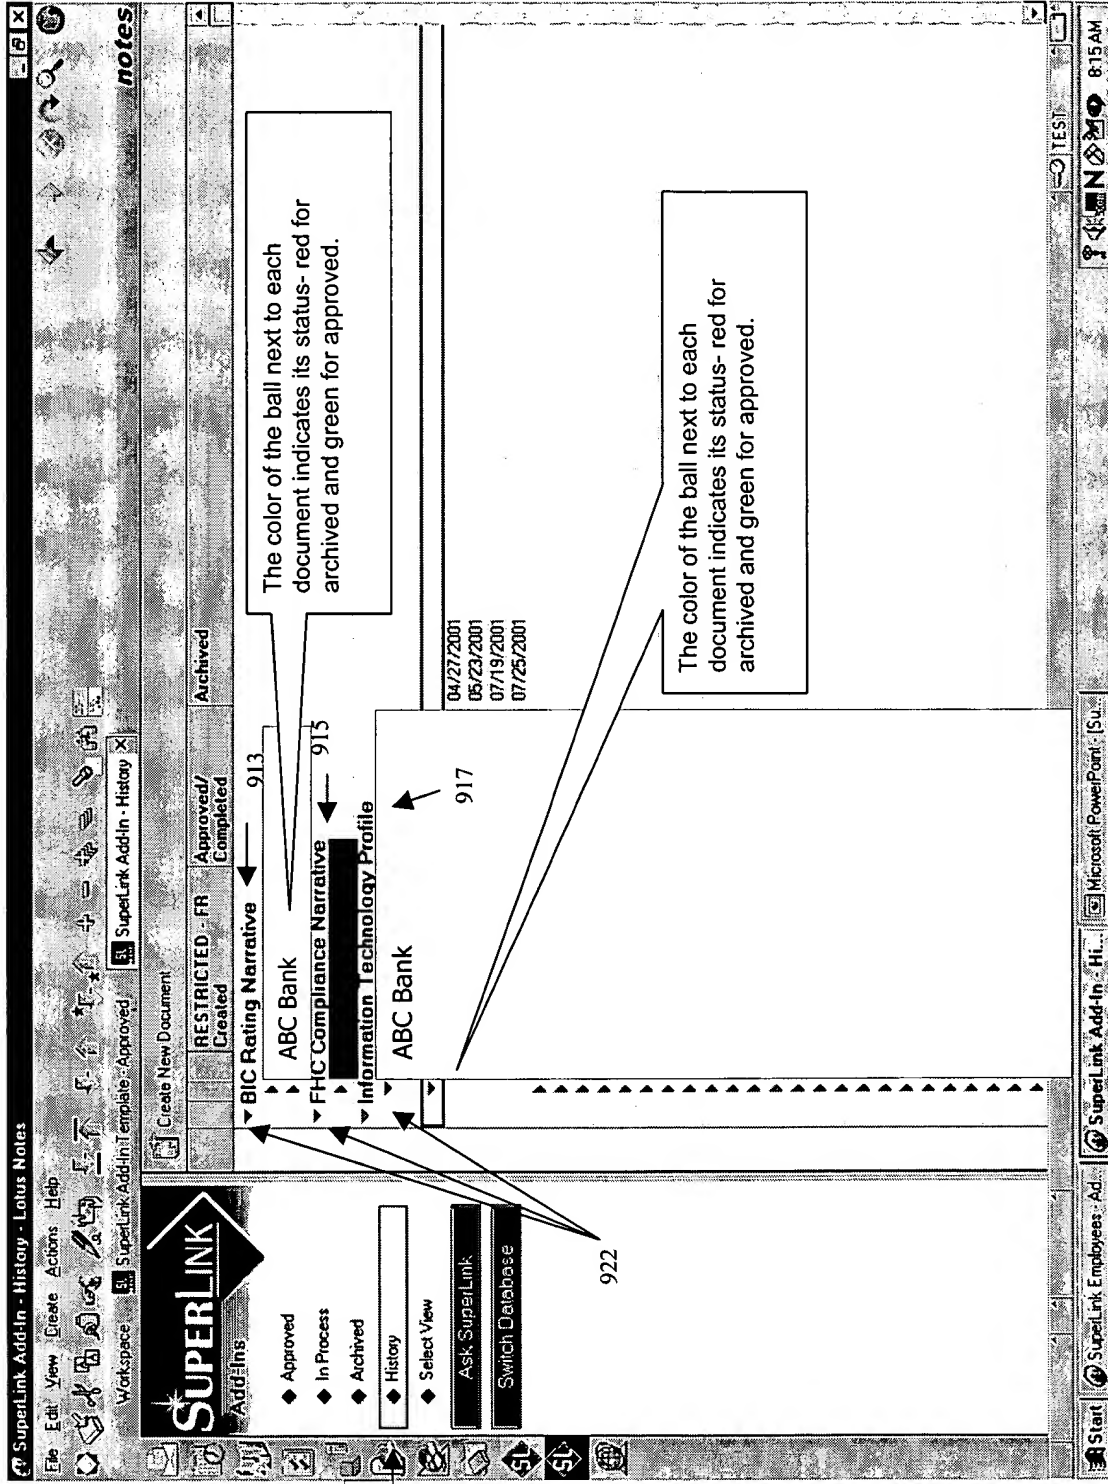 SuperLink Add-In - History - Lotus Notes
File Edit View Create Actions Help
Workspace SuperLink Add-In Template - Approved SuperLink Add-In - History
notes
SUPERLINK
Add-Ins
Approved
In Process
Archived
History
Select View
Ask SuperLink
Switch Database
Create New Document
RESTRICTED - FR
Created
Approved/
Completed
Archived
BIC Rating Narrative
913
ABC Bank
FHC Compliance Narrative
915
Information Technology Profile
917
ABC Bank
04/27/2001
05/23/2001
07/19/2001
07/25/2001
The color of the ball next to each
document indicates its status- red for
archived and green for approved.
The color of the ball next to each
document indicates its status- red for
archived and green for approved.
922
TEST
Start
SuperLink Employees - Ad...
SuperLink Add-In - Hi...
Microsoft PowerPoint - [Su...
8:15 AM